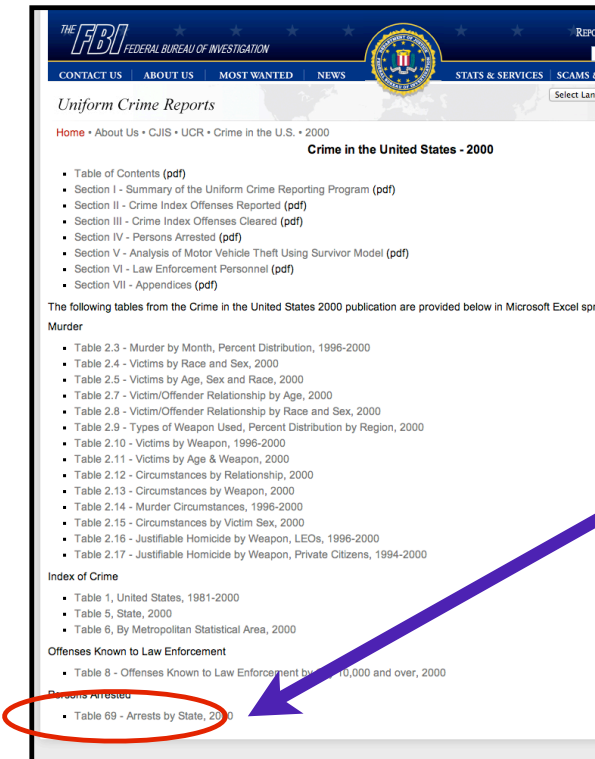 THE FBI FEDERAL BUREAU OF INVESTIGATION
CONTACT US ABOUT US MOST WANTED NEWS STATS & SERVICES SCAMS &
Uniform Crime Reports
Home • About Us • CJIS • UCR • Crime in the U.S. • 2000
Crime in the United States - 2000
Table of Contents (pdf)
Section I - Summary of the Uniform Crime Reporting Program (pdf)
Section II - Crime Index Offenses Reported (pdf)
Section III - Crime Index Offenses Cleared (pdf)
Section IV - Persons Arrested (pdf)
Section V - Analysis of Motor Vehicle Theft Using Survivor Model (pdf)
Section VI - Law Enforcement Personnel (pdf)
Section VII - Appendices (pdf)
The following tables from the Crime in the United States 2000 publication are provided below in Microsoft Excel
Murder
Table 2.3 - Murder by Month, Percent Distribution, 1996-2000
Table 2.4 - Victims by Race and Sex, 2000
Table 2.5 - Victims by Age, Sex and Race, 2000
Table 2.7 - Victim/Offender Relationship by Age, 2000
Table 2.8 - Victim/Offender Relationship by Race and Sex, 2000
Table 2.9 - Types of Weapon Used, Percent Distribution by Region, 2000
Table 2.10 - Victims by Weapon, 1996-2000
Table 2.11 - Victims by Age & Weapon, 2000
Table 2.12 - Circumstances by Relationship, 2000
Table 2.13 - Circumstances by Weapon, 2000
Table 2.14 - Murder Circumstances, 1996-2000
Table 2.15 - Circumstances by Victim Sex, 2000
Table 2.16 - Justifiable Homicide by Weapon, LEOs, 1996-2000
Table 2.17 - Justifiable Homicide by Weapon, Private Citizens, 1994-2000
Index of Crime
Table 1, United States, 1981-2000
Table 5, State, 2000
Table 6, By Metropolitan Statistical Area, 2000
Offenses Known to Law Enforcement
Table 8 - Offenses Known to Law Enforcement by 10,000 and over, 2000
Persons Arrested
Table 69 - Arrests by State, 2000